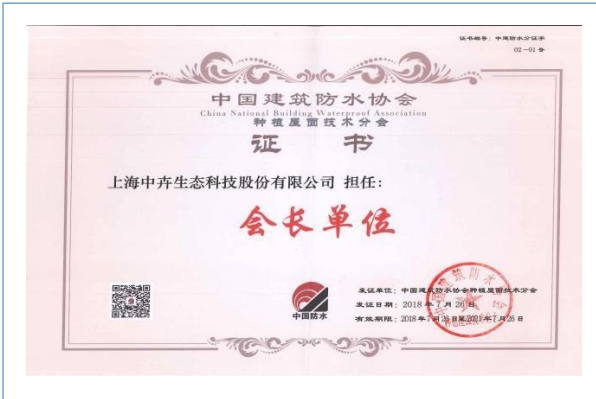 证书编号：中建防水分证字
02-01号
中国建筑防水协会
China National Building Waterproof Association
种植屋面技术分会
证 书
上海中卉生态科技股份有限公司 担任：
会长单位
中国防水
发证单位：中国建筑防水协会种植屋面技术分会
发证日期：2018年7月26日
有效期限：2018年7月26日至2021年7月26日